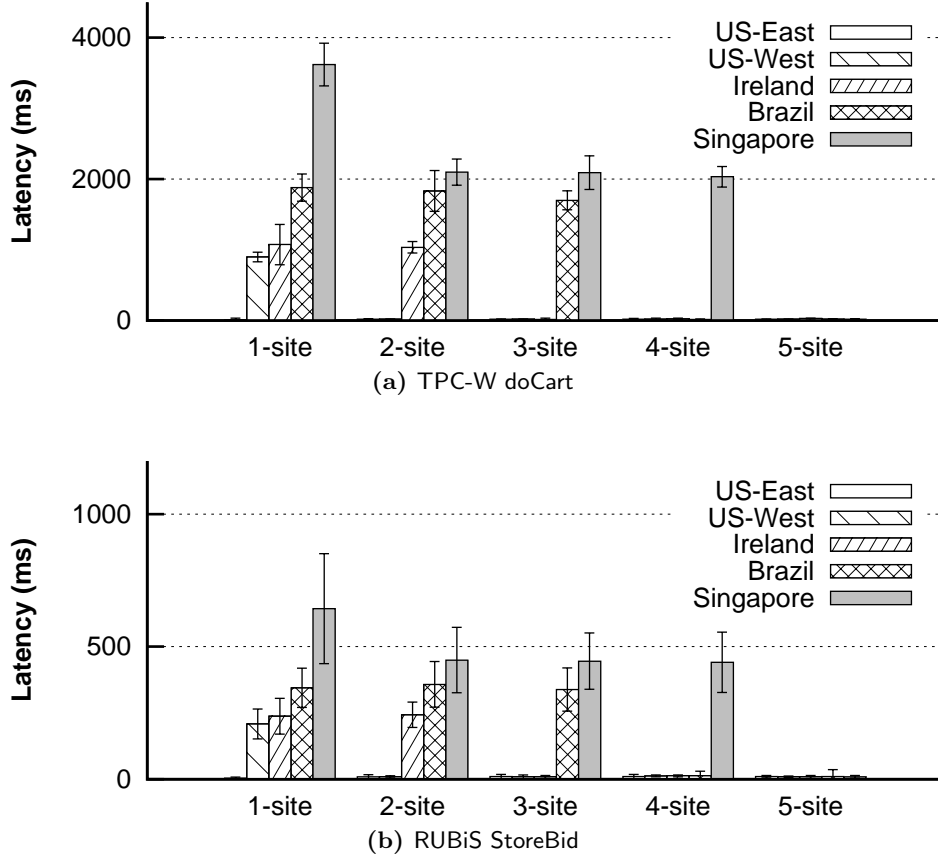 4000
2000
0
Latency (ms)
US-East
US-West
Ireland
Brazil
Singapore
1-site 2-site 3-site 4-site 5-site
(a) TPC-W doCart
1000
500
0
Latency (ms)
US-East
US-West
Ireland
Brazil
Singapore
1-site 2-site 3-site 4-site 5-site
(b) RUBiS StoreBid